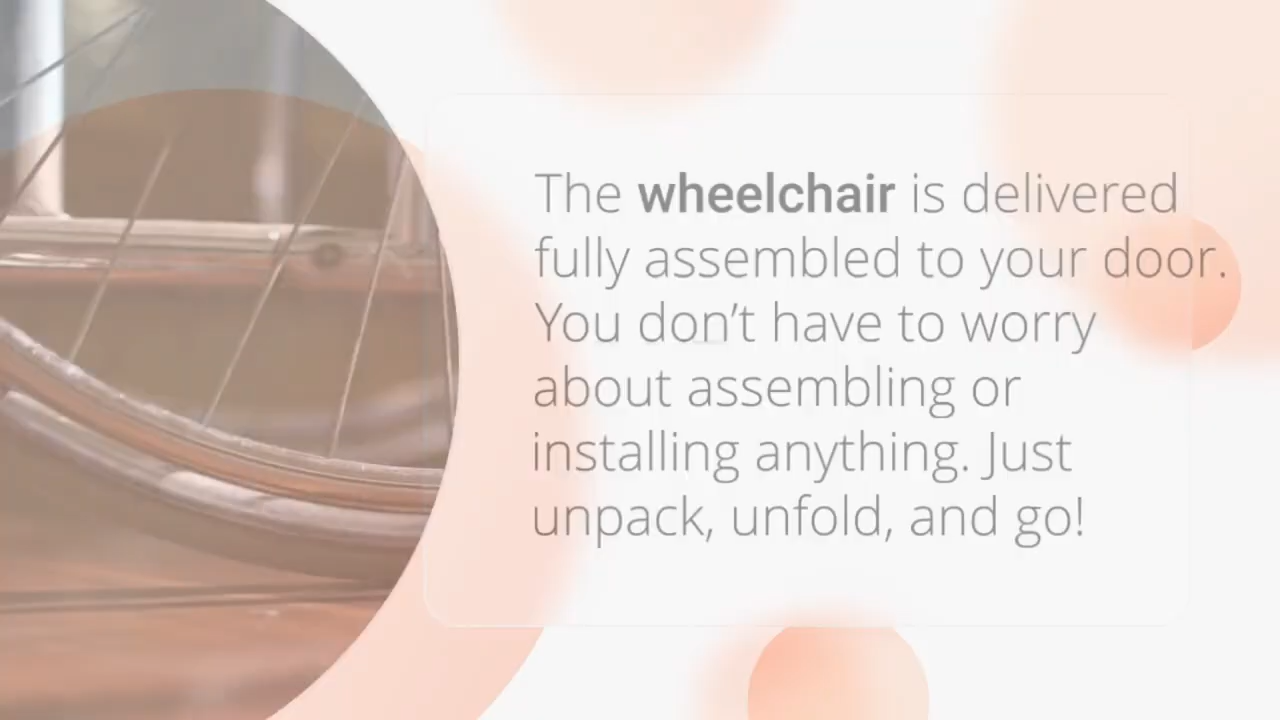 The wheelchair is delivered
fully assembled to your door.
You don’t have to worry
about assembling or
installing anything. Just
unpack, unfold, and go!